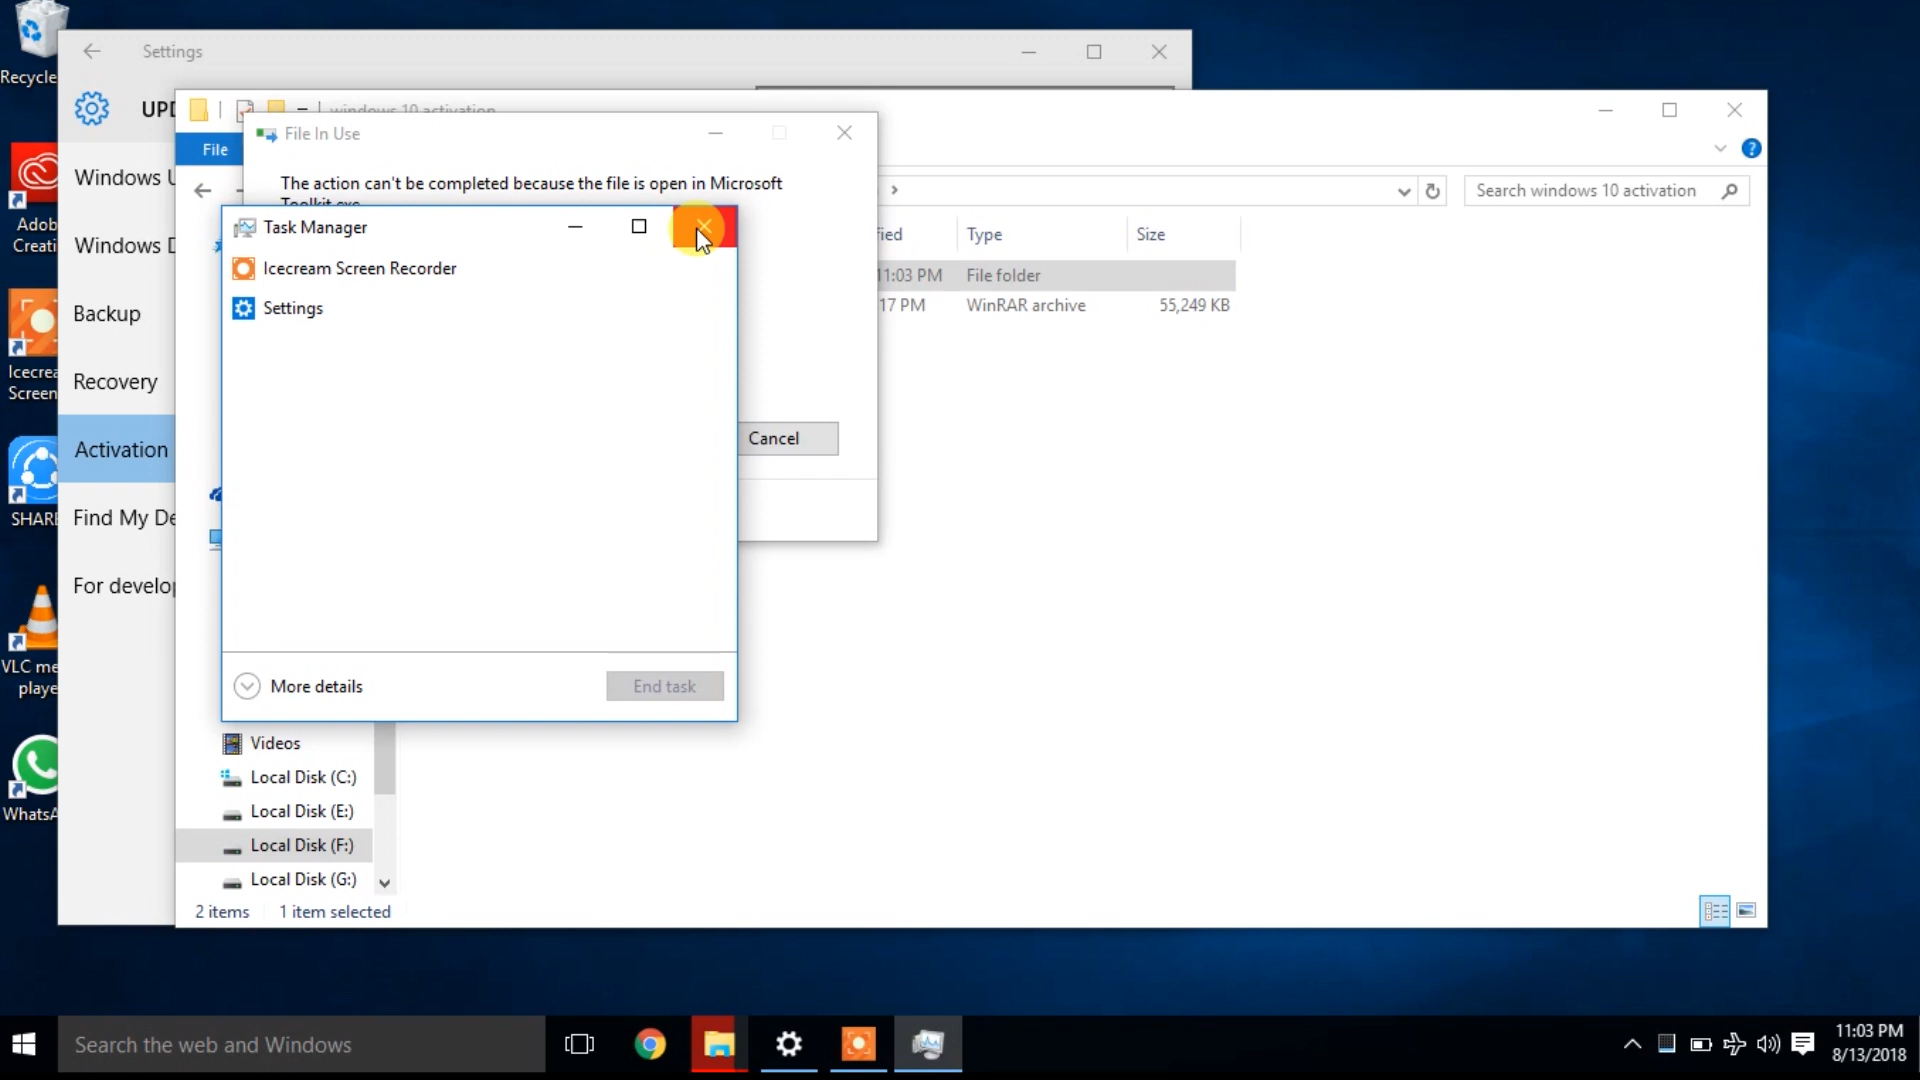 Recycle
Settings
UPD
windows 10 activation
File In Use
File
The action can't be completed because the file is open in Microsoft
Toolkit.exe
Search windows 10 activation
Task Manager
Icecream Screen Recorder
Settings
fied
Type
Size
11:03 PM
File folder
17 PM
WinRAR archive
55,249 KB
Windows U
Windows D
Backup
Recovery
Activation
Find My De
For develop
Cancel
More details
End task
Videos
Local Disk (C:)
Local Disk (E:)
Local Disk (F:)
Local Disk (G:)
2 items
1 item selected
Adob
Creati
Icecrea
Screen
SHARE
VLC me
playe
WhatsA
Search the web and Windows
11:03 PM
8/13/2018